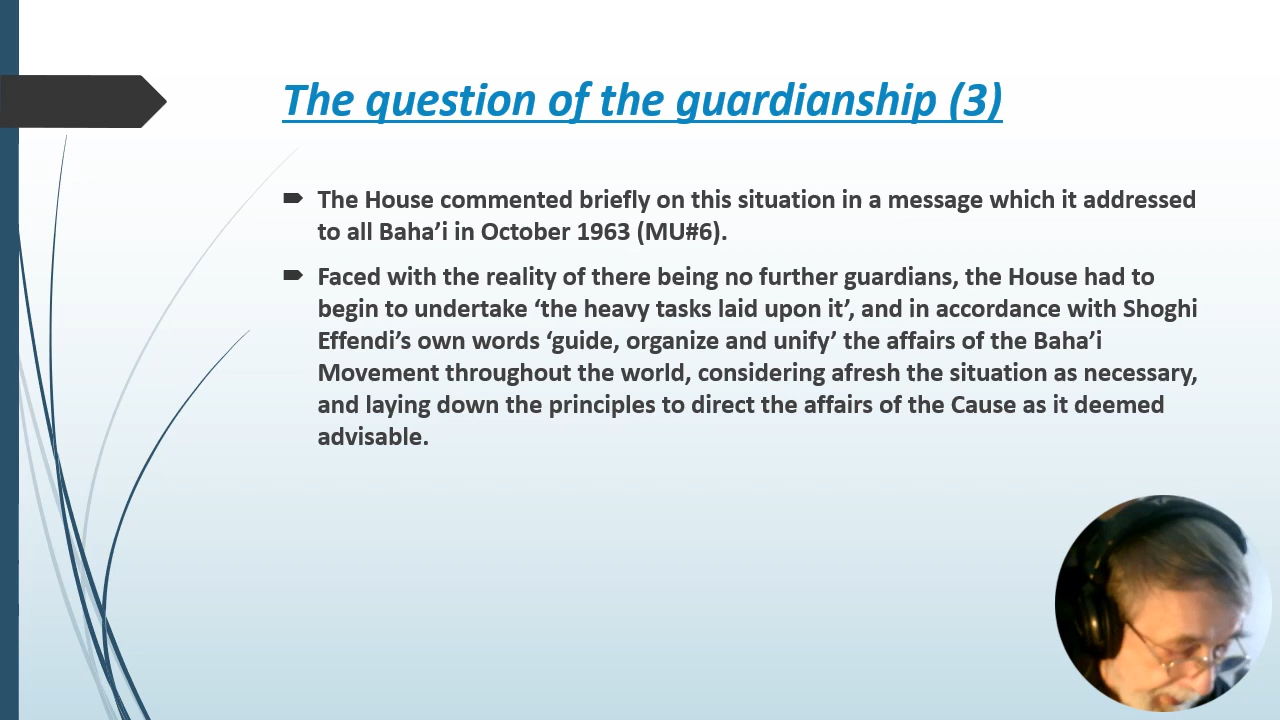 The question of the guardianship (3)
The House commented briefly on this situation in a message which it addressed
to all Baha’i in October 1963 (MU#6).
Faced with the reality of there being no further guardians, the House had to
begin to undertake ‘the heavy tasks laid upon it’, and in accordance with Shoghi
Effendi’s own words ‘guide, organize and unify’ the affairs of the Baha’i
Movement throughout the world, considering afresh the situation as necessary,
and laying down the principles to direct the affairs of the Cause as it deemed
advisable.